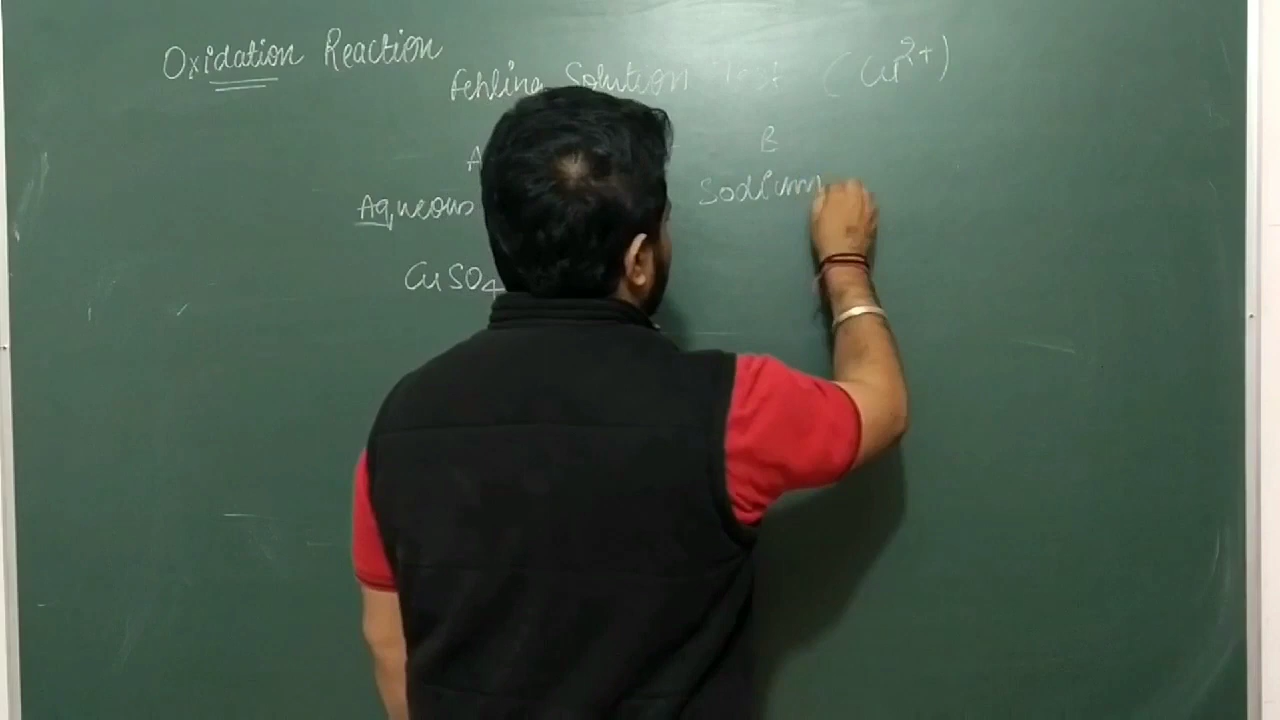 Oxidation Reaction
Fehling Solution Test (Cu2+)
A B
Aqueous Sodium
CuSO4